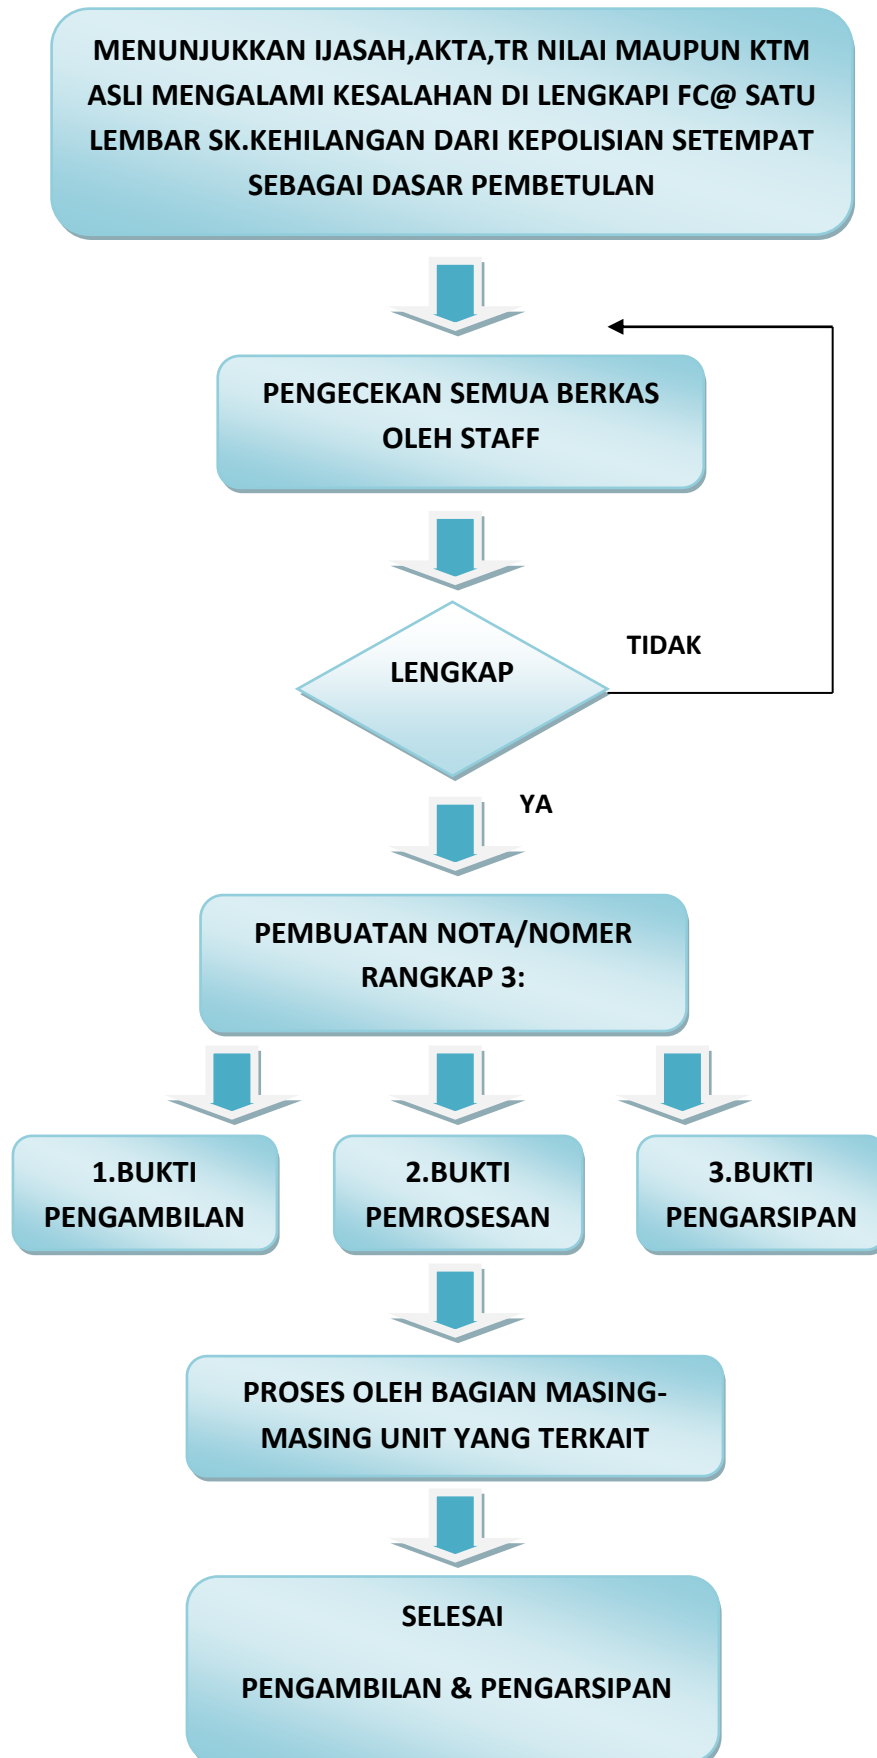 MENUNJUKKAN IJASAH,AKTA,TR NILAI MAUPUN KTM
ASLI MENGALAMI KESALAHAN DI LENGKAPI FC@ SATU
LEMBAR SK.KEHILANGAN DARI KEPOLISIAN SETEMPAT
SEBAGAI DASAR PEMBETULAN
PENGECEKAN SEMUA BERKAS
OLEH STAFF
TIDAK
LENGKAP
YA
PEMBUATAN NOTA/NOMER
RANGKAP 3:
1.BUKTI
PENGAMBILAN
2.BUKTI
PEMROSESAN
3.BUKTI
PENGARSIPAN
PROSES OLEH BAGIAN MASING-
MASING UNIT YANG TERKAIT
SELESAI
PENGAMBILAN & PENGARSIPAN